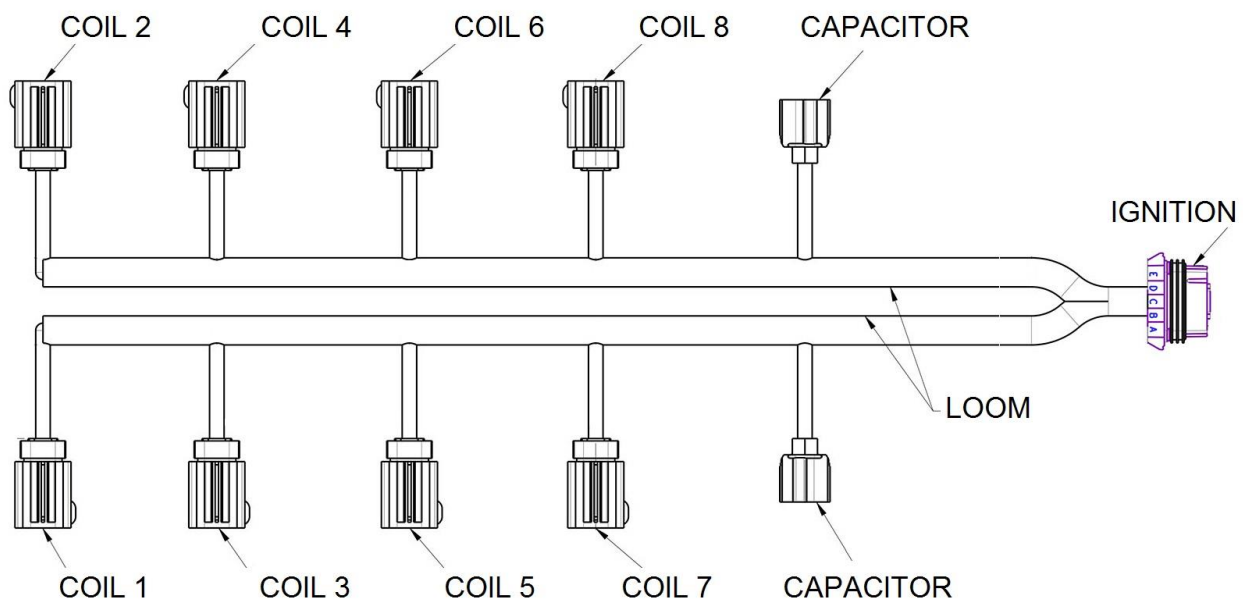 COIL 2
COIL 4
COIL 6
COIL 8
CAPACITOR
IGNITION
E
D
C
B
A
LOOM
COIL 1
COIL 3
COIL 5
COIL 7
CAPACITOR